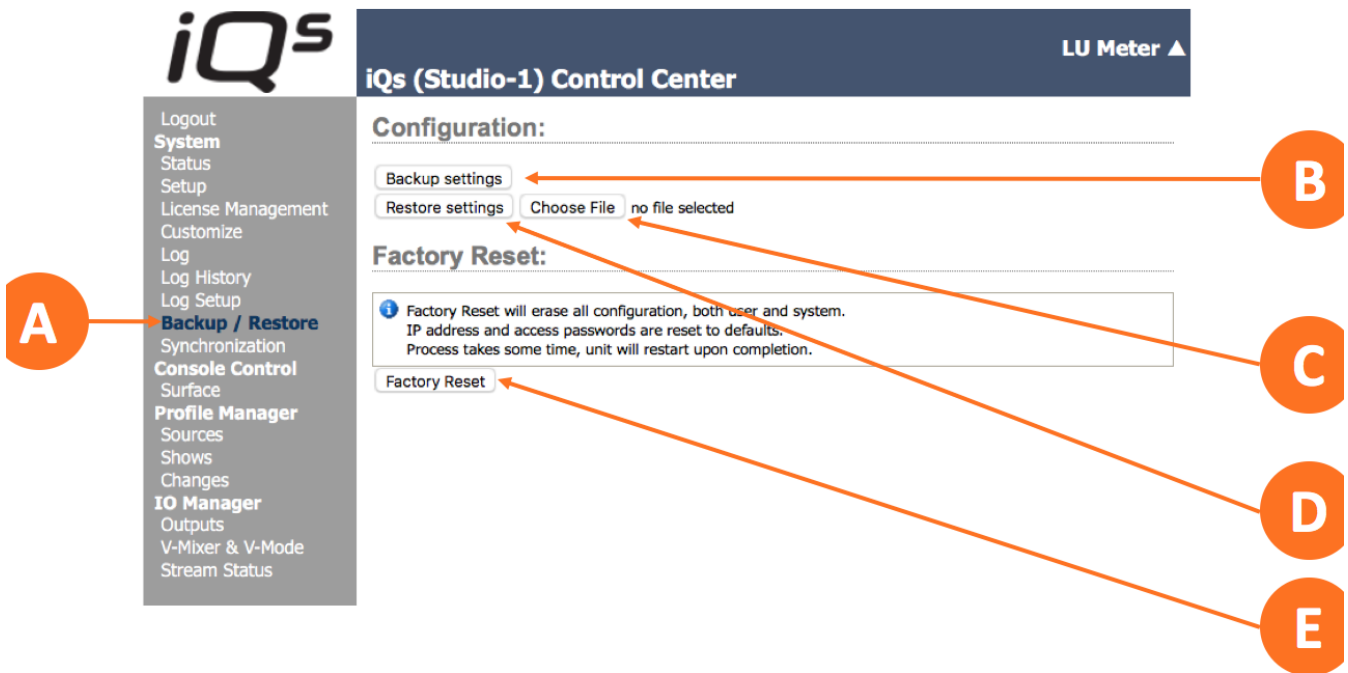 iQs
LU Meter ▲
iQs (Studio-1) Control Center
Logout
System
Status
Setup
License Management
Customize
Log
Log History
Log Setup
Backup / Restore
Synchronization
Console Control
Surface
Profile Manager
Sources
Shows
Changes
IO Manager
Outputs
V-Mixer & V-Mode
Stream Status
Configuration:
Backup settings
Restore settings Choose File no file selected
Factory Reset:
Factory Reset will erase all configuration, both user and system.
IP address and access passwords are reset to defaults.
Process takes some time, unit will restart upon completion.
Factory Reset
A
B
C
D
E